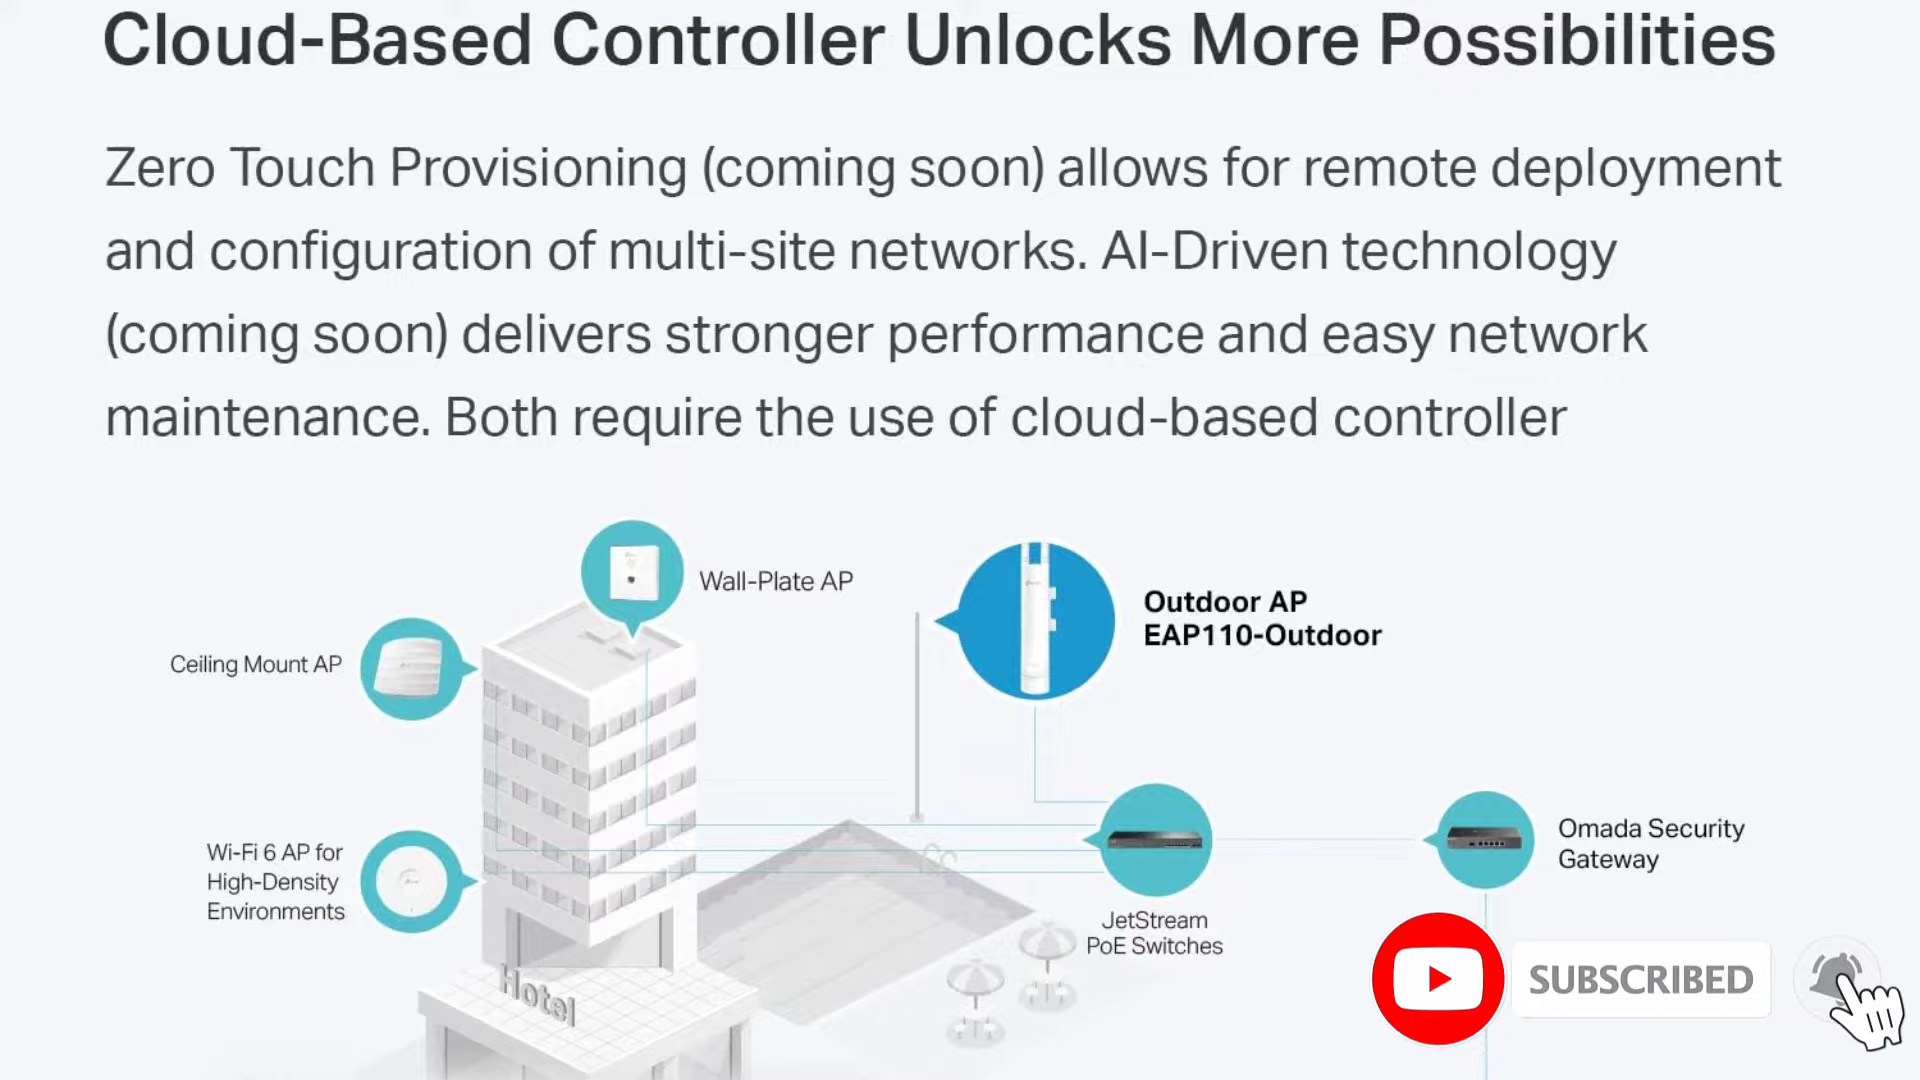 Cloud-Based Controller Unlocks More Possibilities
Zero Touch Provisioning (coming soon) allows for remote deployment
and configuration of multi-site networks. AI-Driven technology
(coming soon) delivers stronger performance and easy network
maintenance. Both require the use of cloud-based controller
Wall-Plate AP
Outdoor AP
EAP110-Outdoor
Ceiling Mount AP
Wi-Fi 6 AP for
High-Density
Environments
Omada Security
Gateway
JetStream
PoE Switches
Hotel
SUBSCRIBED